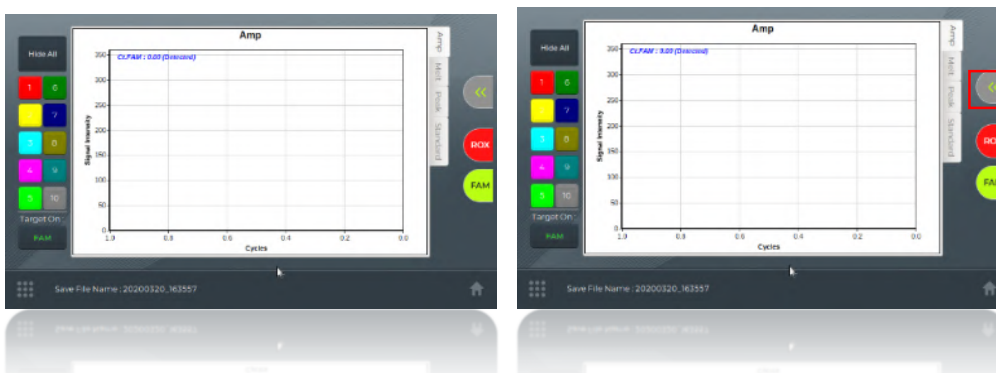 Amp
Hide All
Ct.FAM : 0.00 (Detected)
350
300
250
200
150
100
50
0
Signal Intensity
1.0 0.8 0.6 0.4 0.2 0.0
Cycles
1 6
7
3 8
4 9
5 10
Target On :
FAM
Amp
Melt
Peak
Standard
«
ROX
FAM
Save File Name : 20200320_163557
Amp
Hide All
Ct.FAM : 0.00 (Detected)
350
300
250
200
150
100
50
0
Signal Intensity
1.0 0.8 0.6 0.4 0.2 0.0
Cycles
1 6
7
3 8
4 9
5 10
Target On :
FAM
Amp
Melt
Peak
Standard
«
Save File Name : 20200320_163557